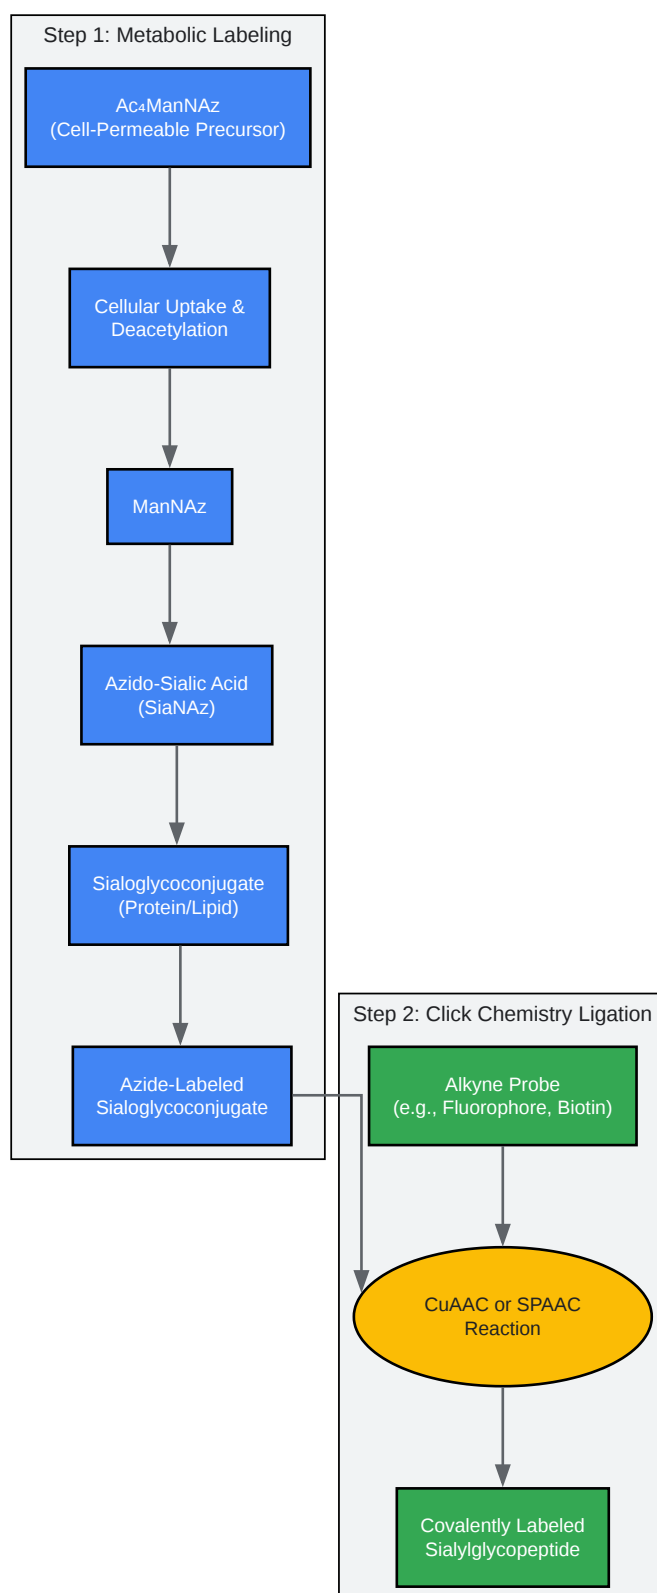 Step 1: Metabolic Labeling
Ac₄ManNAz
(Cell-Permeable Precursor)
Cellular Uptake &
Deacetylation
ManNAz
Azido-Sialic Acid
(SiaNAz)
Sialoglycoconjugate
(Protein/Lipid)
Azide-Labeled
Sialoglycoconjugate
Step 2: Click Chemistry Ligation
Alkyne Probe
(e.g., Fluorophore, Biotin)
CuAAC or SPAAC
Reaction
Covalently Labeled
Sialylglycopeptide